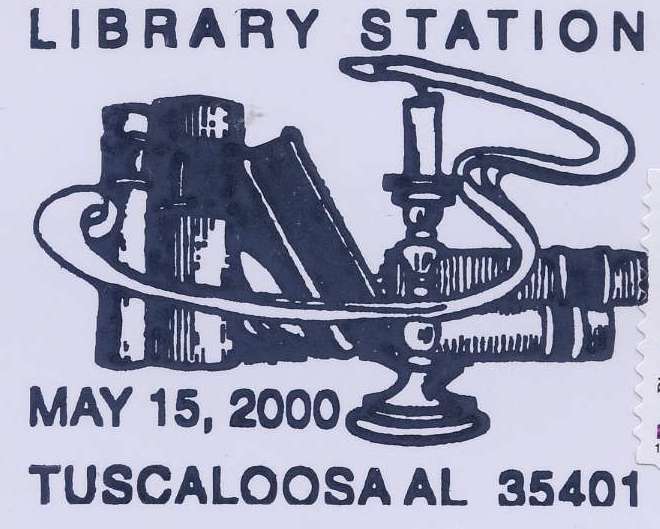 LIBRARY STATION
MAY 15, 2000
TUSCALOOSA AL 35401